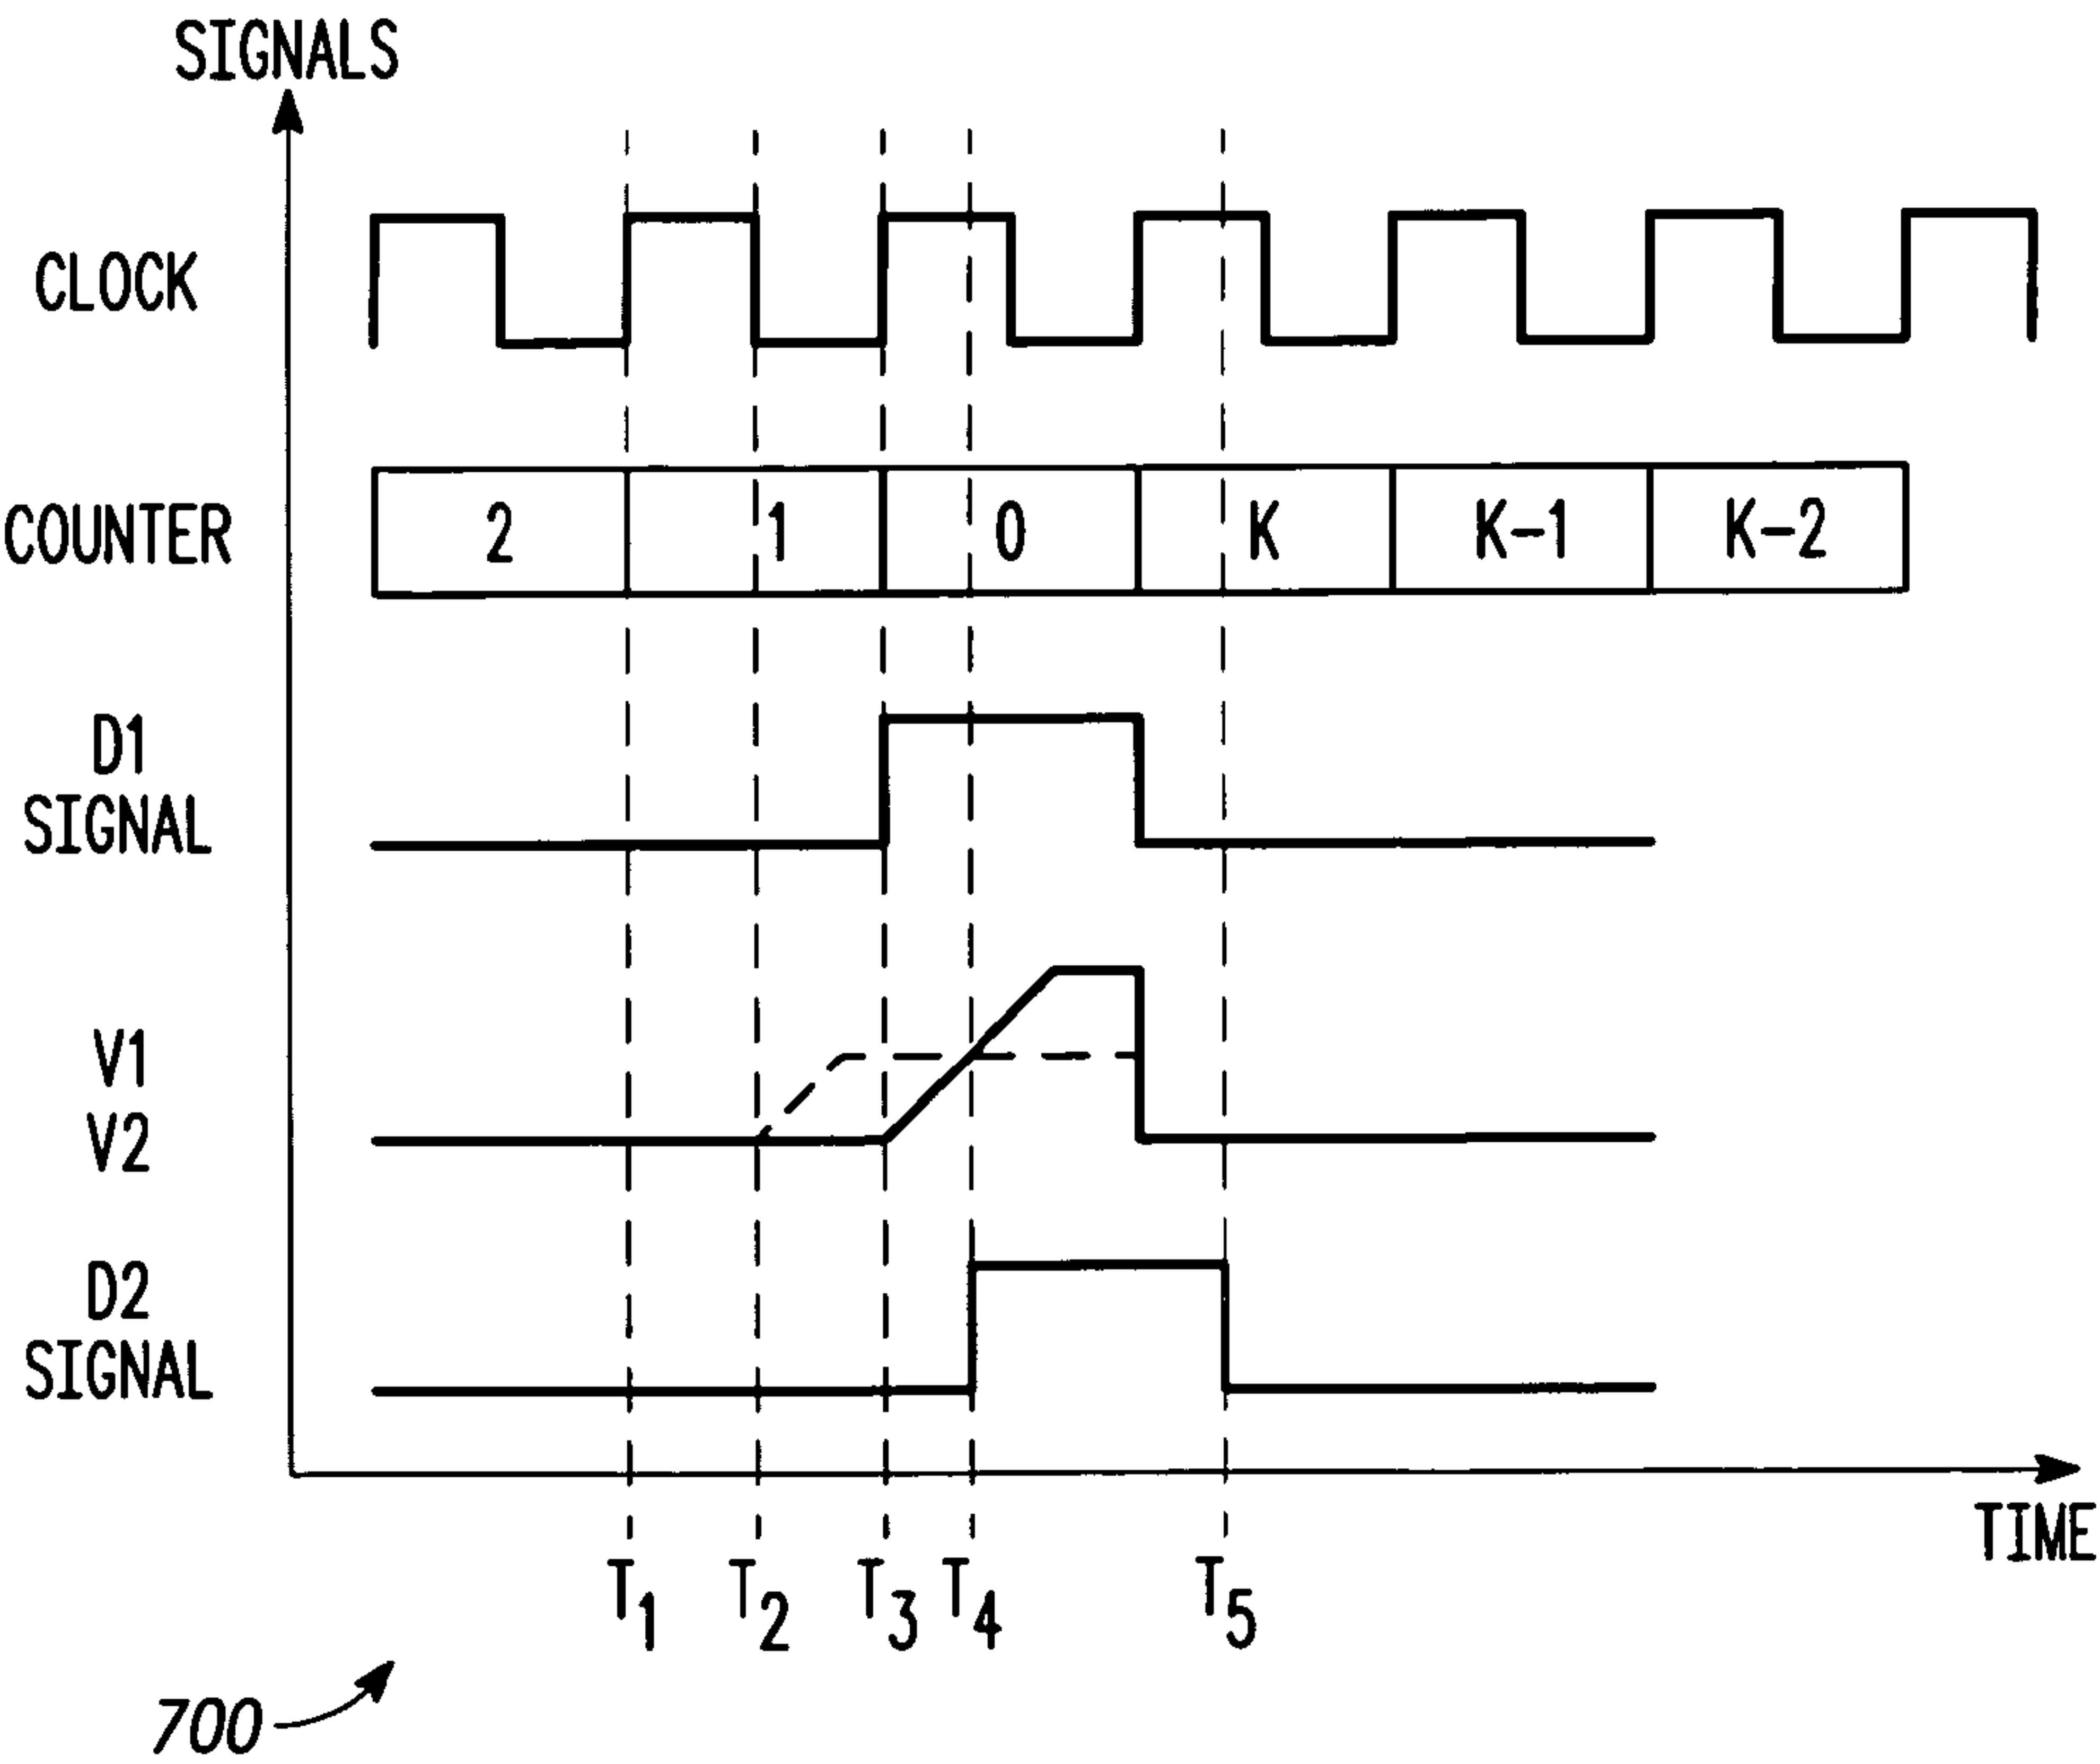 SIGNALS
CLOCK
COUNTER 2 1 0 K K-1 K-2
D1
SIGNAL
V1
V2
D2
SIGNAL
TIME
T1 T2 T3 T4 T5
700